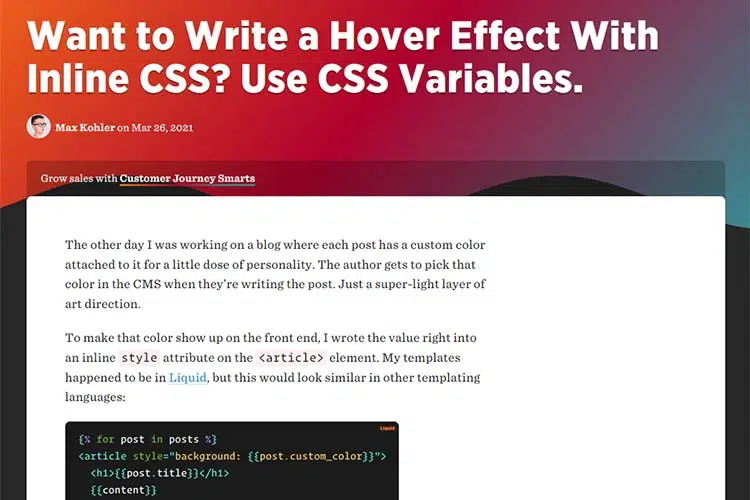 Want to Write a Hover Effect With
Inline CSS? Use CSS Variables.
Max Kohler on Mar 26, 2021
Grow sales with Customer Journey Smarts
The other day I was working on a blog where each post has a custom color
attached to it for a little dose of personality. The author gets to pick that
color in the CMS when they’re writing the post. Just a super-light layer of
art direction.
To make that color show up on the front end, I wrote the value right into
an inline style attribute on the <article> element. My templates
happened to be in Liquid, but this would look similar in other templating
languages:
Liquid
{% for post in posts %}
<article style="background: {{post.custom_color}}">
<h1>{{post.title}}</h1>
{{content}}